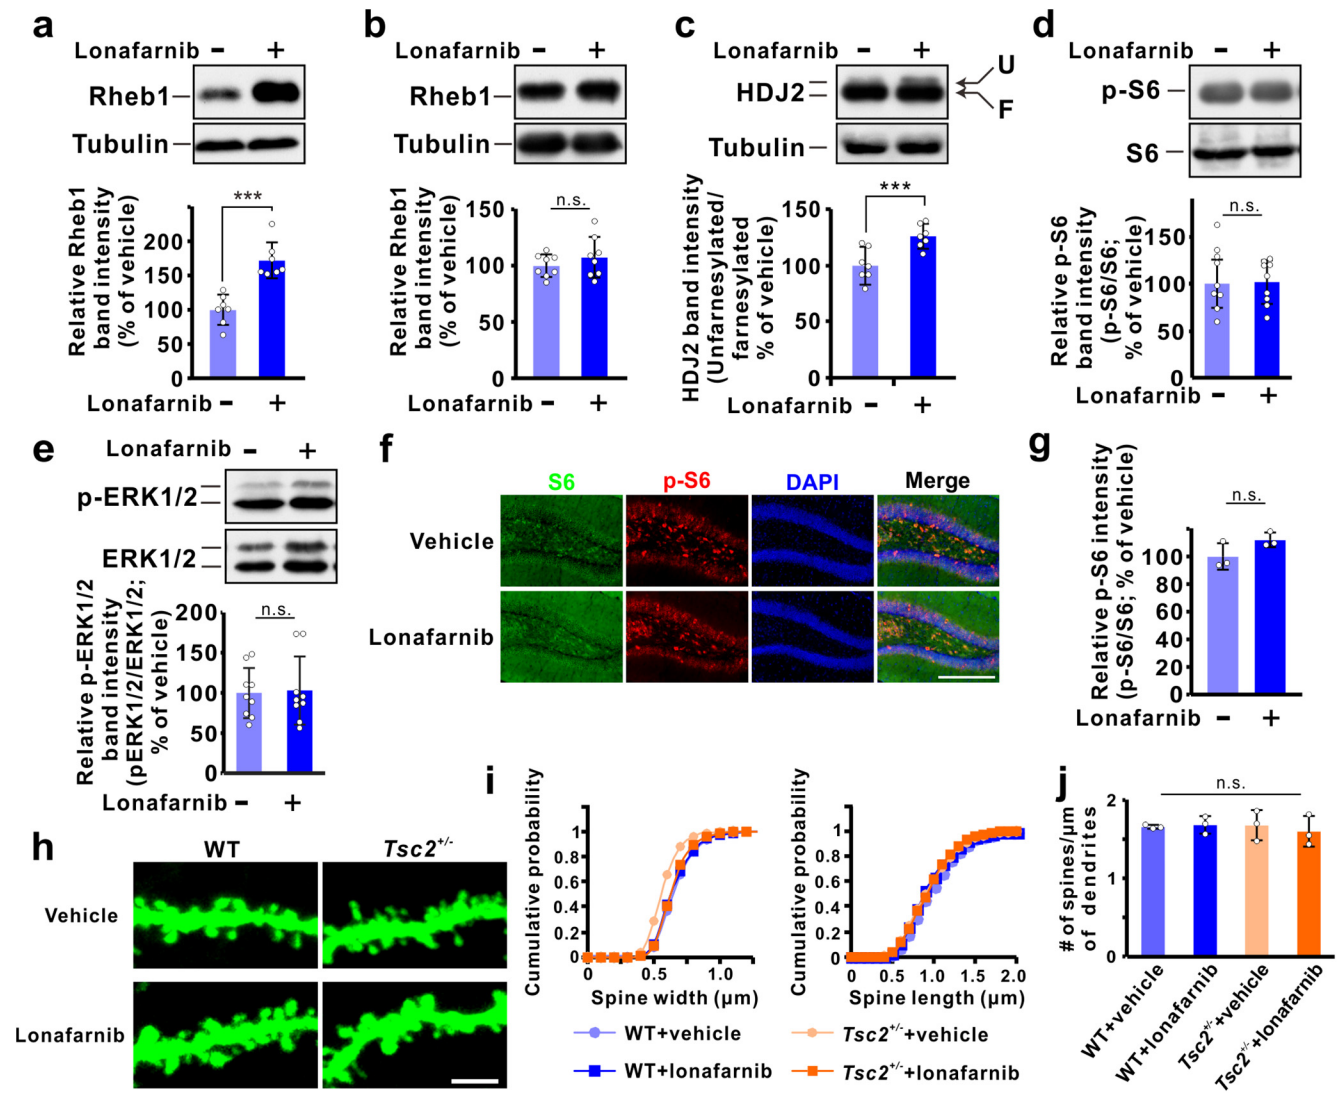 a
Lonafarnib − +
Rheb1
Tubulin
Relative Rheb1
band intensity
(% of vehicle)
***
200
150
100
50
0
Lonafarnib − +
b
Lonafarnib − +
Rheb1
Tubulin
Relative Rheb1
band intensity
(% of vehicle)
n.s.
150
100
50
0
Lonafarnib − +
c
Lonafarnib − +
HDJ2
U
F
Tubulin
HDJ2 band intensity
(Unfarnesylated/
farnesylated
% of vehicle)
***
150
100
50
0
Lonafarnib − +
d
Lonafarnib − +
p-S6
S6
Relative p-S6
band intensity
(p-S6/S6;
% of vehicle)
n.s.
150
100
50
0
Lonafarnib − +
e
Lonafarnib − +
p-ERK1/2
ERK1/2
Relative p-ERK1/2
band intensity
(pERK1/2/ERK1/2;
% of vehicle)
n.s.
200
150
100
50
0
Lonafarnib − +
f
S6 p-S6 DAPI Merge
Vehicle
Lonafarnib
g
Relative p-S6 intensity
(p-S6/S6; % of vehicle)
n.s.
100
80
60
40
20
0
Lonafarnib − +
h
WT Tsc2+/-
Vehicle
Lonafarnib
i
Cumulative probability
1
0.8
0.6
0.4
0.2
0
0 0.5 1.0
Spine width (μm)
Cumulative probability
1
0.8
0.6
0.4
0.2
0
0 0.5 1.0 1.5 2.0
Spine length (μm)
WT+vehicle
Tsc2+/-+vehicle
WT+lonafarnib
Tsc2+/-+lonafarnib
j
# of spines/μm
of dendrites
n.s.
2
1
0
WT+vehicle
WT+lonafarnib
Tsc2+/-+vehicle
Tsc2+/-+lonafarnib